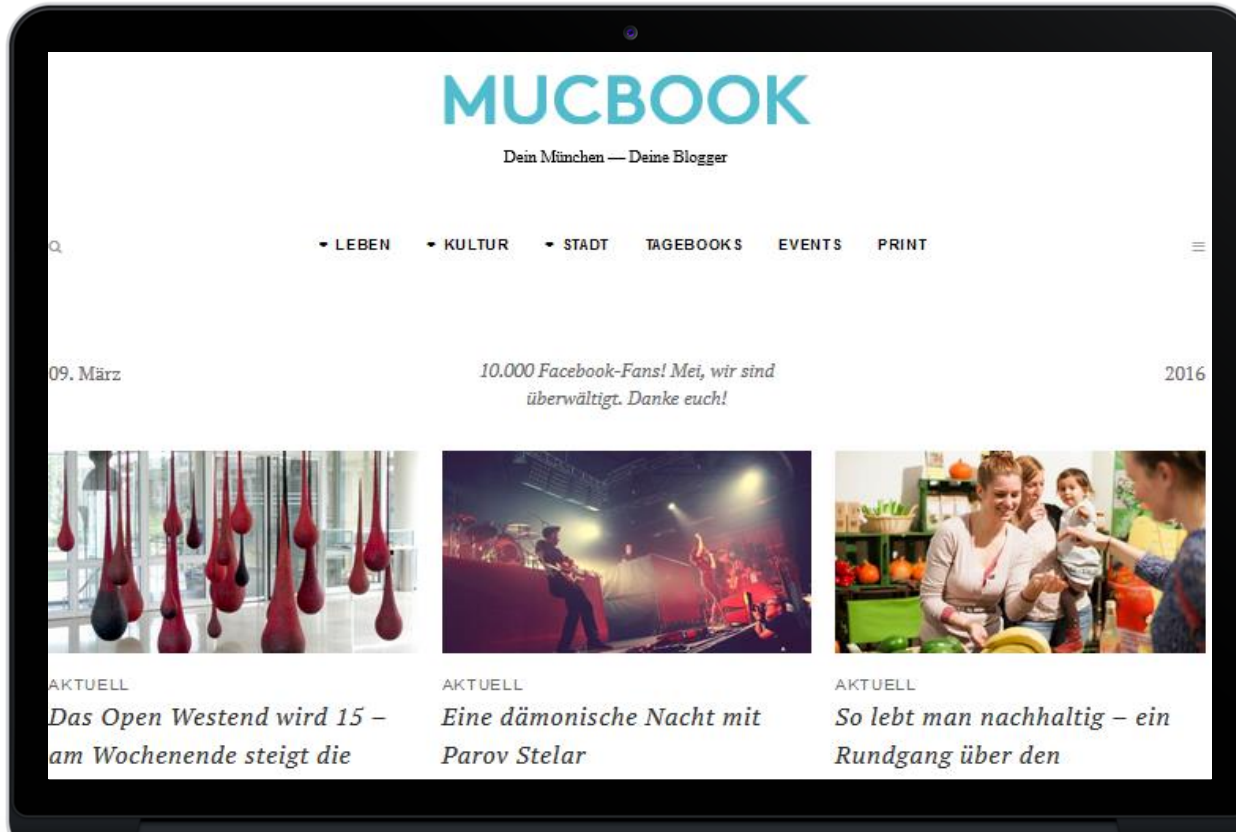 MUCBOOK
Dein München — Deine Blogger
LEBEN KULTUR STADT TAGEBOOKS EVENTS PRINT
09. März
10.000 Facebook-Fans! Mei, wir sind
überwältigt. Danke euch!
2016
AKTUELL
Das Open Westend wird 15 –
am Wochenende steigt die
AKTUELL
Eine dämonische Nacht mit
Parov Stelar
AKTUELL
So lebt man nachhaltig – ein
Rundgang über den